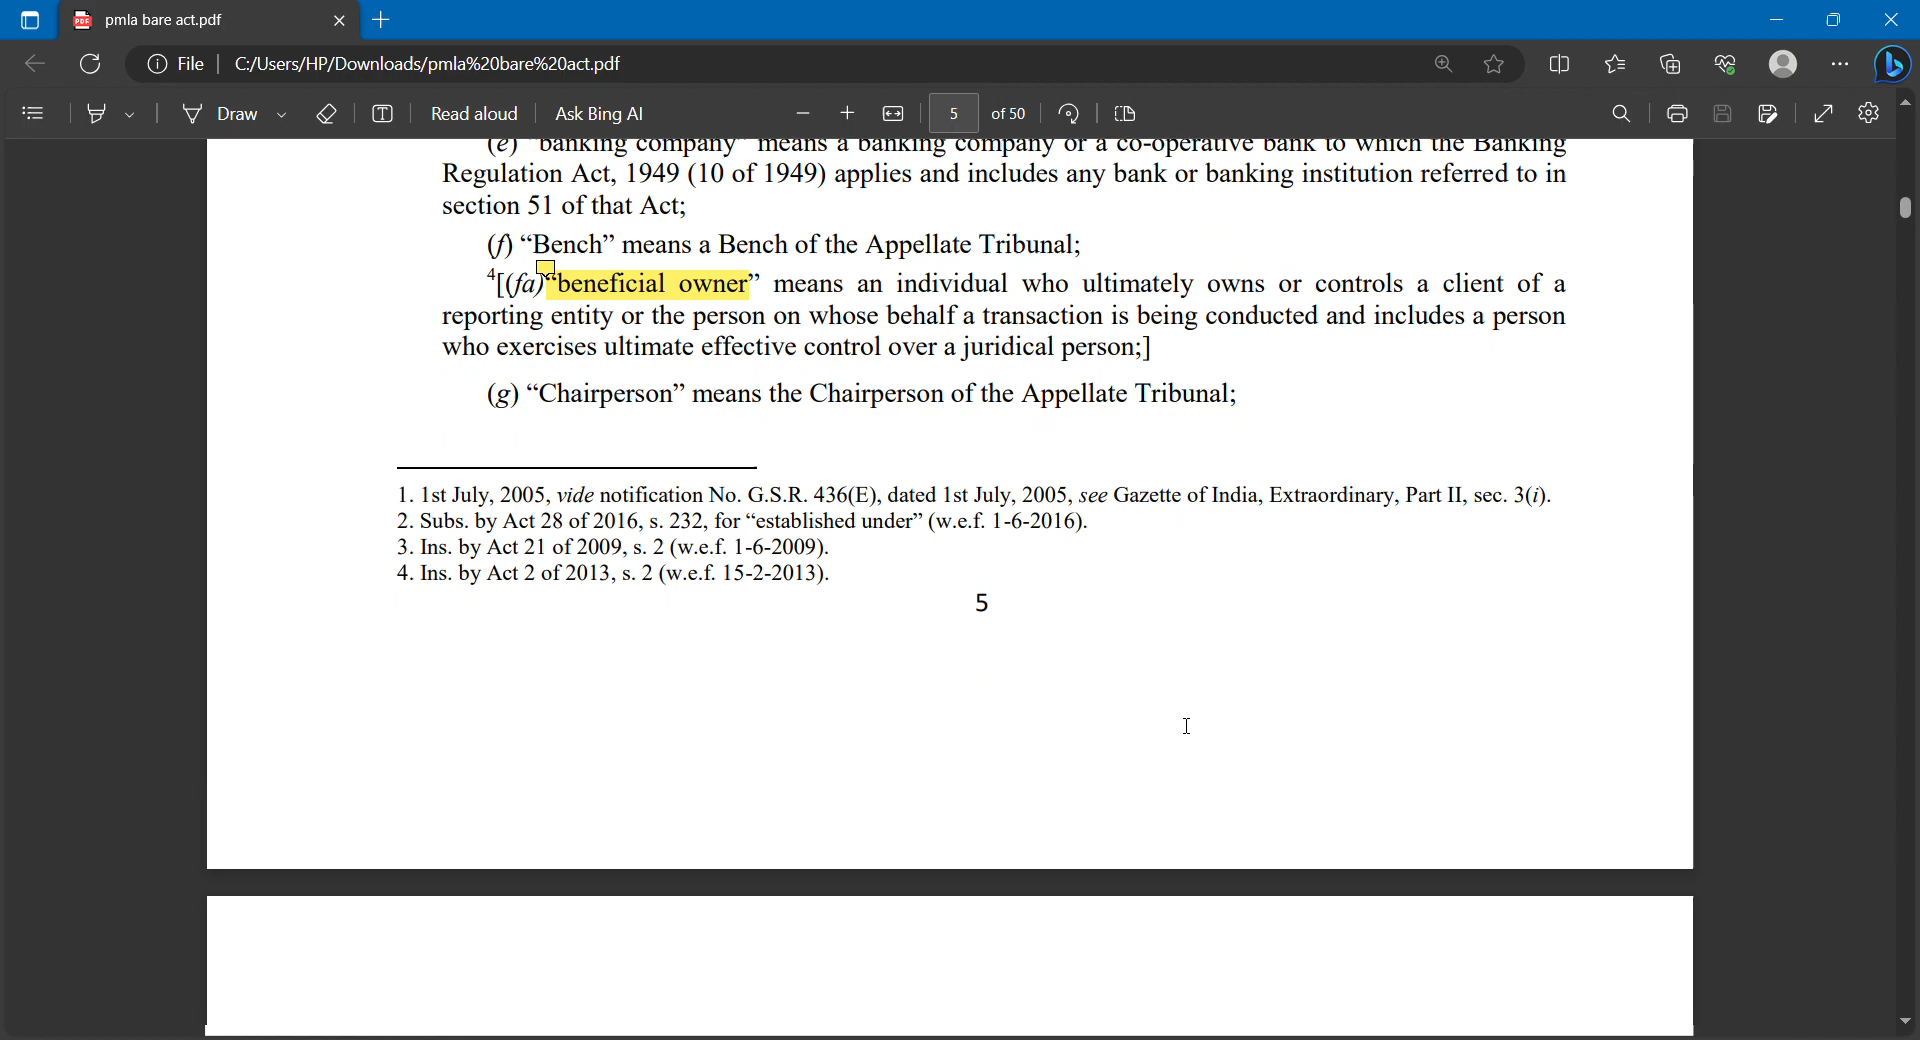 pmla bare act.pdf
File C:/Users/HP/Downloads/pmla%20bare%20act.pdf
Draw Read aloud Ask Bing AI 5 of 50
(e) “banking company” means a banking company or a co-operative bank to which the Banking
Regulation Act, 1949 (10 of 1949) applies and includes any bank or banking institution referred to in
section 51 of that Act;
(f) “Bench” means a Bench of the Appellate Tribunal;
4[(fa)“beneficial owner” means an individual who ultimately owns or controls a client of a
reporting entity or the person on whose behalf a transaction is being conducted and includes a person
who exercises ultimate effective control over a juridical person;]
(g) “Chairperson” means the Chairperson of the Appellate Tribunal;
1. 1st July, 2005, vide notification No. G.S.R. 436(E), dated 1st July, 2005, see Gazette of India, Extraordinary, Part II, sec. 3(i).
2. Subs. by Act 28 of 2016, s. 232, for “established under” (w.e.f. 1-6-2016).
3. Ins. by Act 21 of 2009, s. 2 (w.e.f. 1-6-2009).
4. Ins. by Act 2 of 2013, s. 2 (w.e.f. 15-2-2013).
5